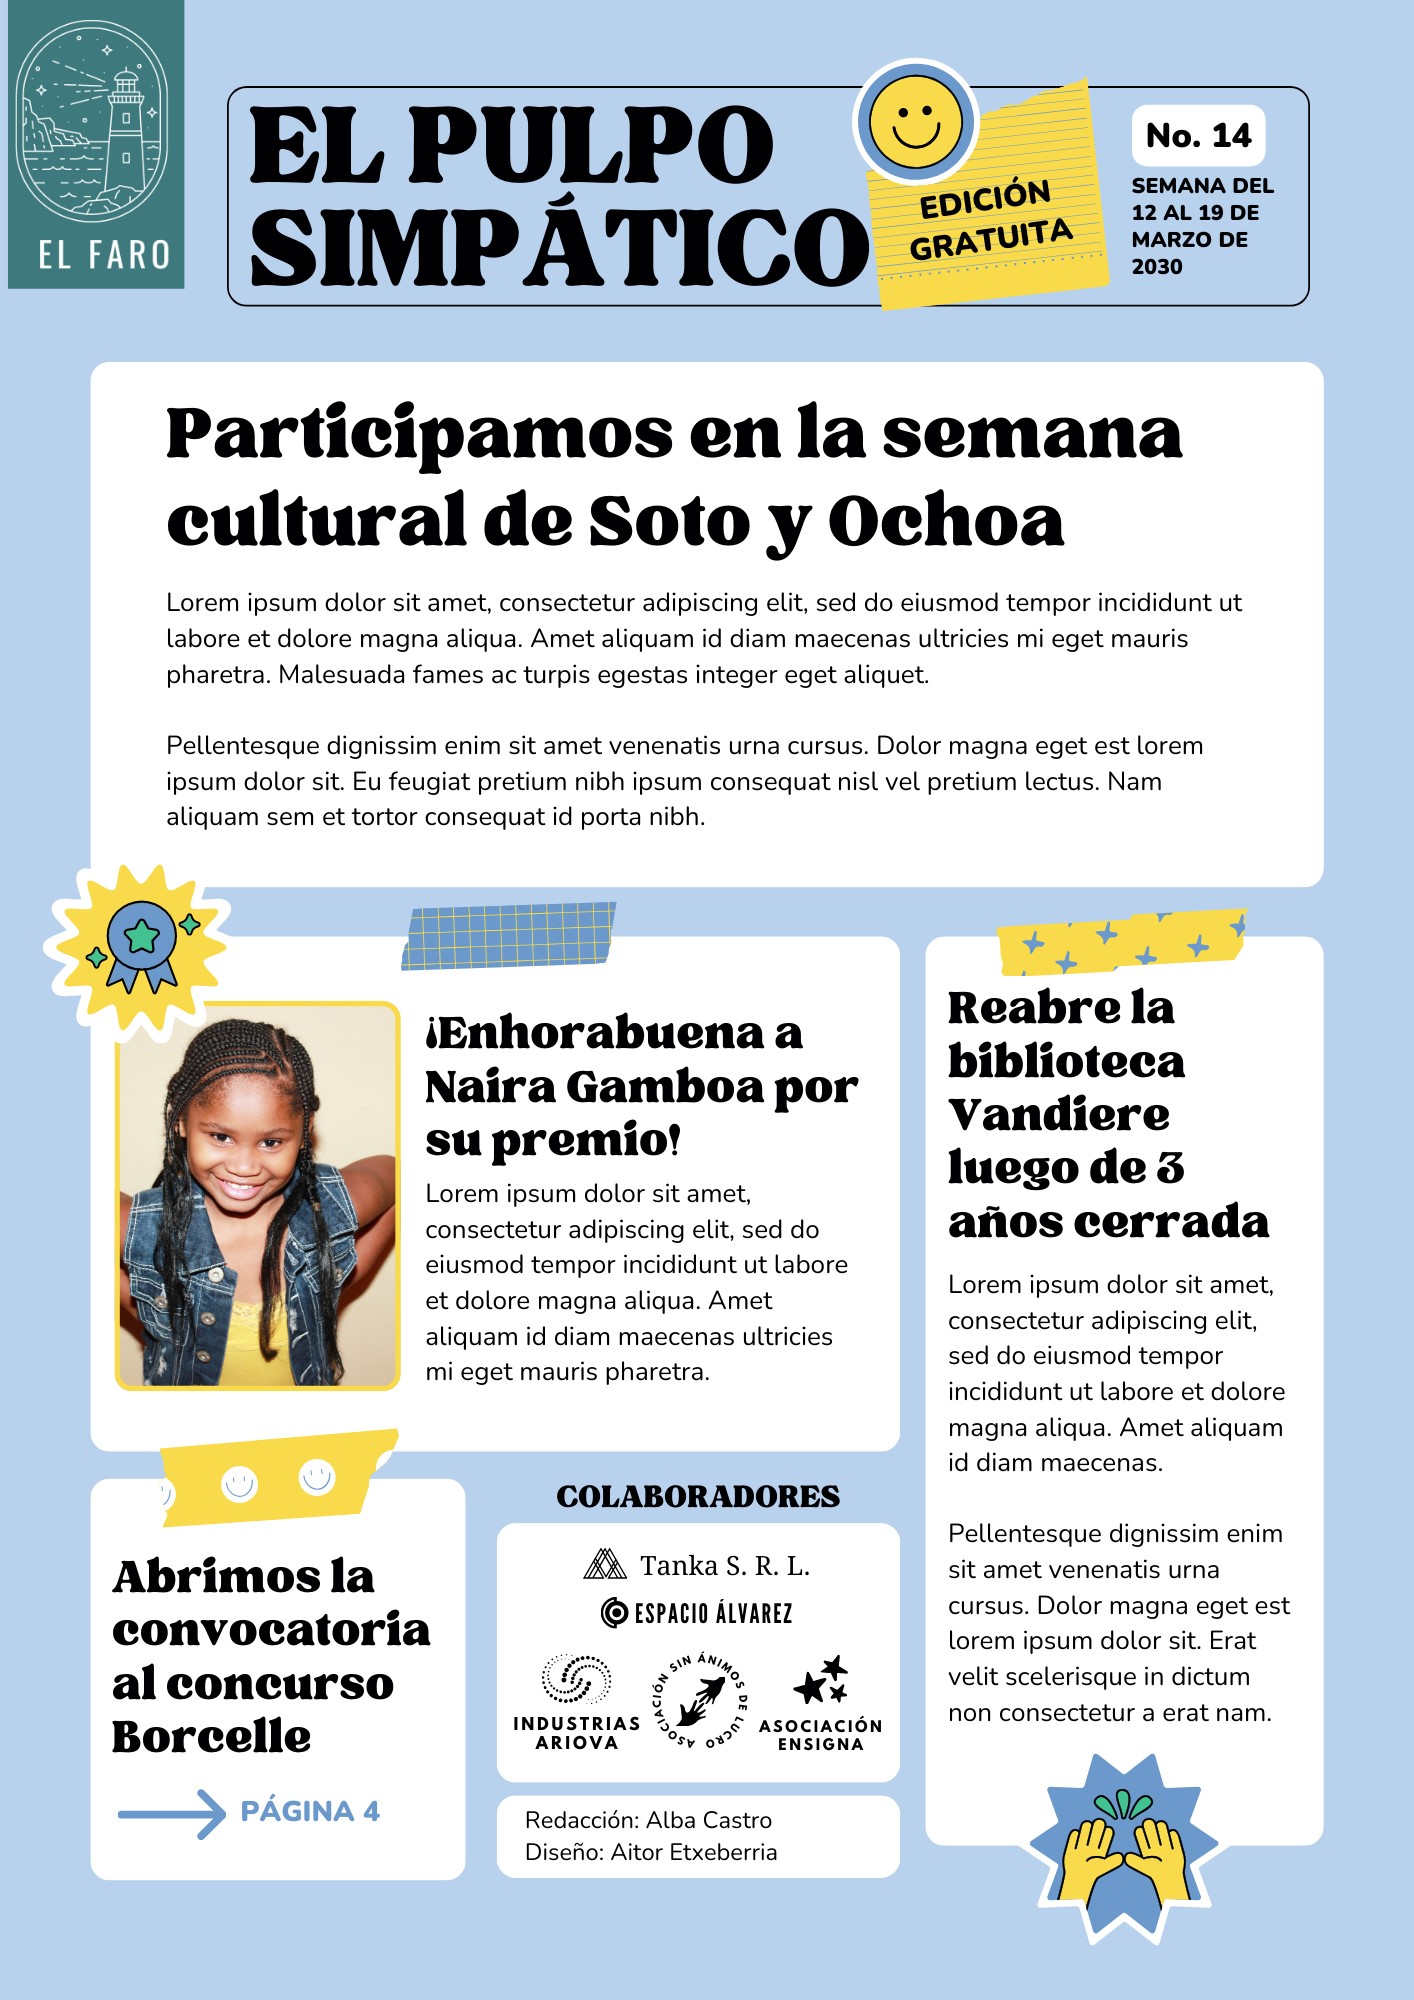 EL FARO
EL PULPO
SIMPÁTICO
EDICIÓN
GRATUITA
No. 14
SEMANA DEL
12 AL 19 DE
MARZO DE
2030
Participamos en la semana
cultural de Soto y Ochoa
Lorem ipsum dolor sit amet, consectetur adipiscing elit, sed do eiusmod tempor incididunt ut
labore et dolore magna aliqua. Amet aliquam id diam maecenas ultricies mi eget mauris
pharetra. Malesuada fames ac turpis egestas integer eget aliquet.
Pellentesque dignissim enim sit amet venenatis urna cursus. Dolor magna eget est lorem
ipsum dolor sit. Eu feugiat pretium nibh ipsum consequat nisl vel pretium lectus. Nam
aliquam sem et tortor consequat id porta nibh.
¡Enhorabuena a
Naira Gamboa por
su premio!
Lorem ipsum dolor sit amet,
consectetur adipiscing elit, sed do
eiusmod tempor incididunt ut labore
et dolore magna aliqua. Amet
aliquam id diam maecenas ultricies
mi eget mauris pharetra.
Reabre la
biblioteca
Vandiere
luego de 3
años cerrada
Lorem ipsum dolor sit amet,
consectetur adipiscing elit,
sed do eiusmod tempor
incididunt ut labore et dolore
magna aliqua. Amet aliquam
id diam maecenas.
Pellentesque dignissim enim
sit amet venenatis urna
cursus. Dolor magna eget est
lorem ipsum dolor sit. Erat
velit scelerisque in dictum
non consectetur a erat nam.
Abrimos la
convocatoria
al concurso
Borcelle
PÁGINA 4
COLABORADORES
Tanka S. R. L.
ESPACIO ÁLVAREZ
INDUSTRIAS
ARIOVA
ASOCIACIÓN SIN ÁNIMOS DE LUCRO
ASOCIACIÓN
ENSIGNA
Redacción: Alba Castro
Diseño: Aitor Etxeberria